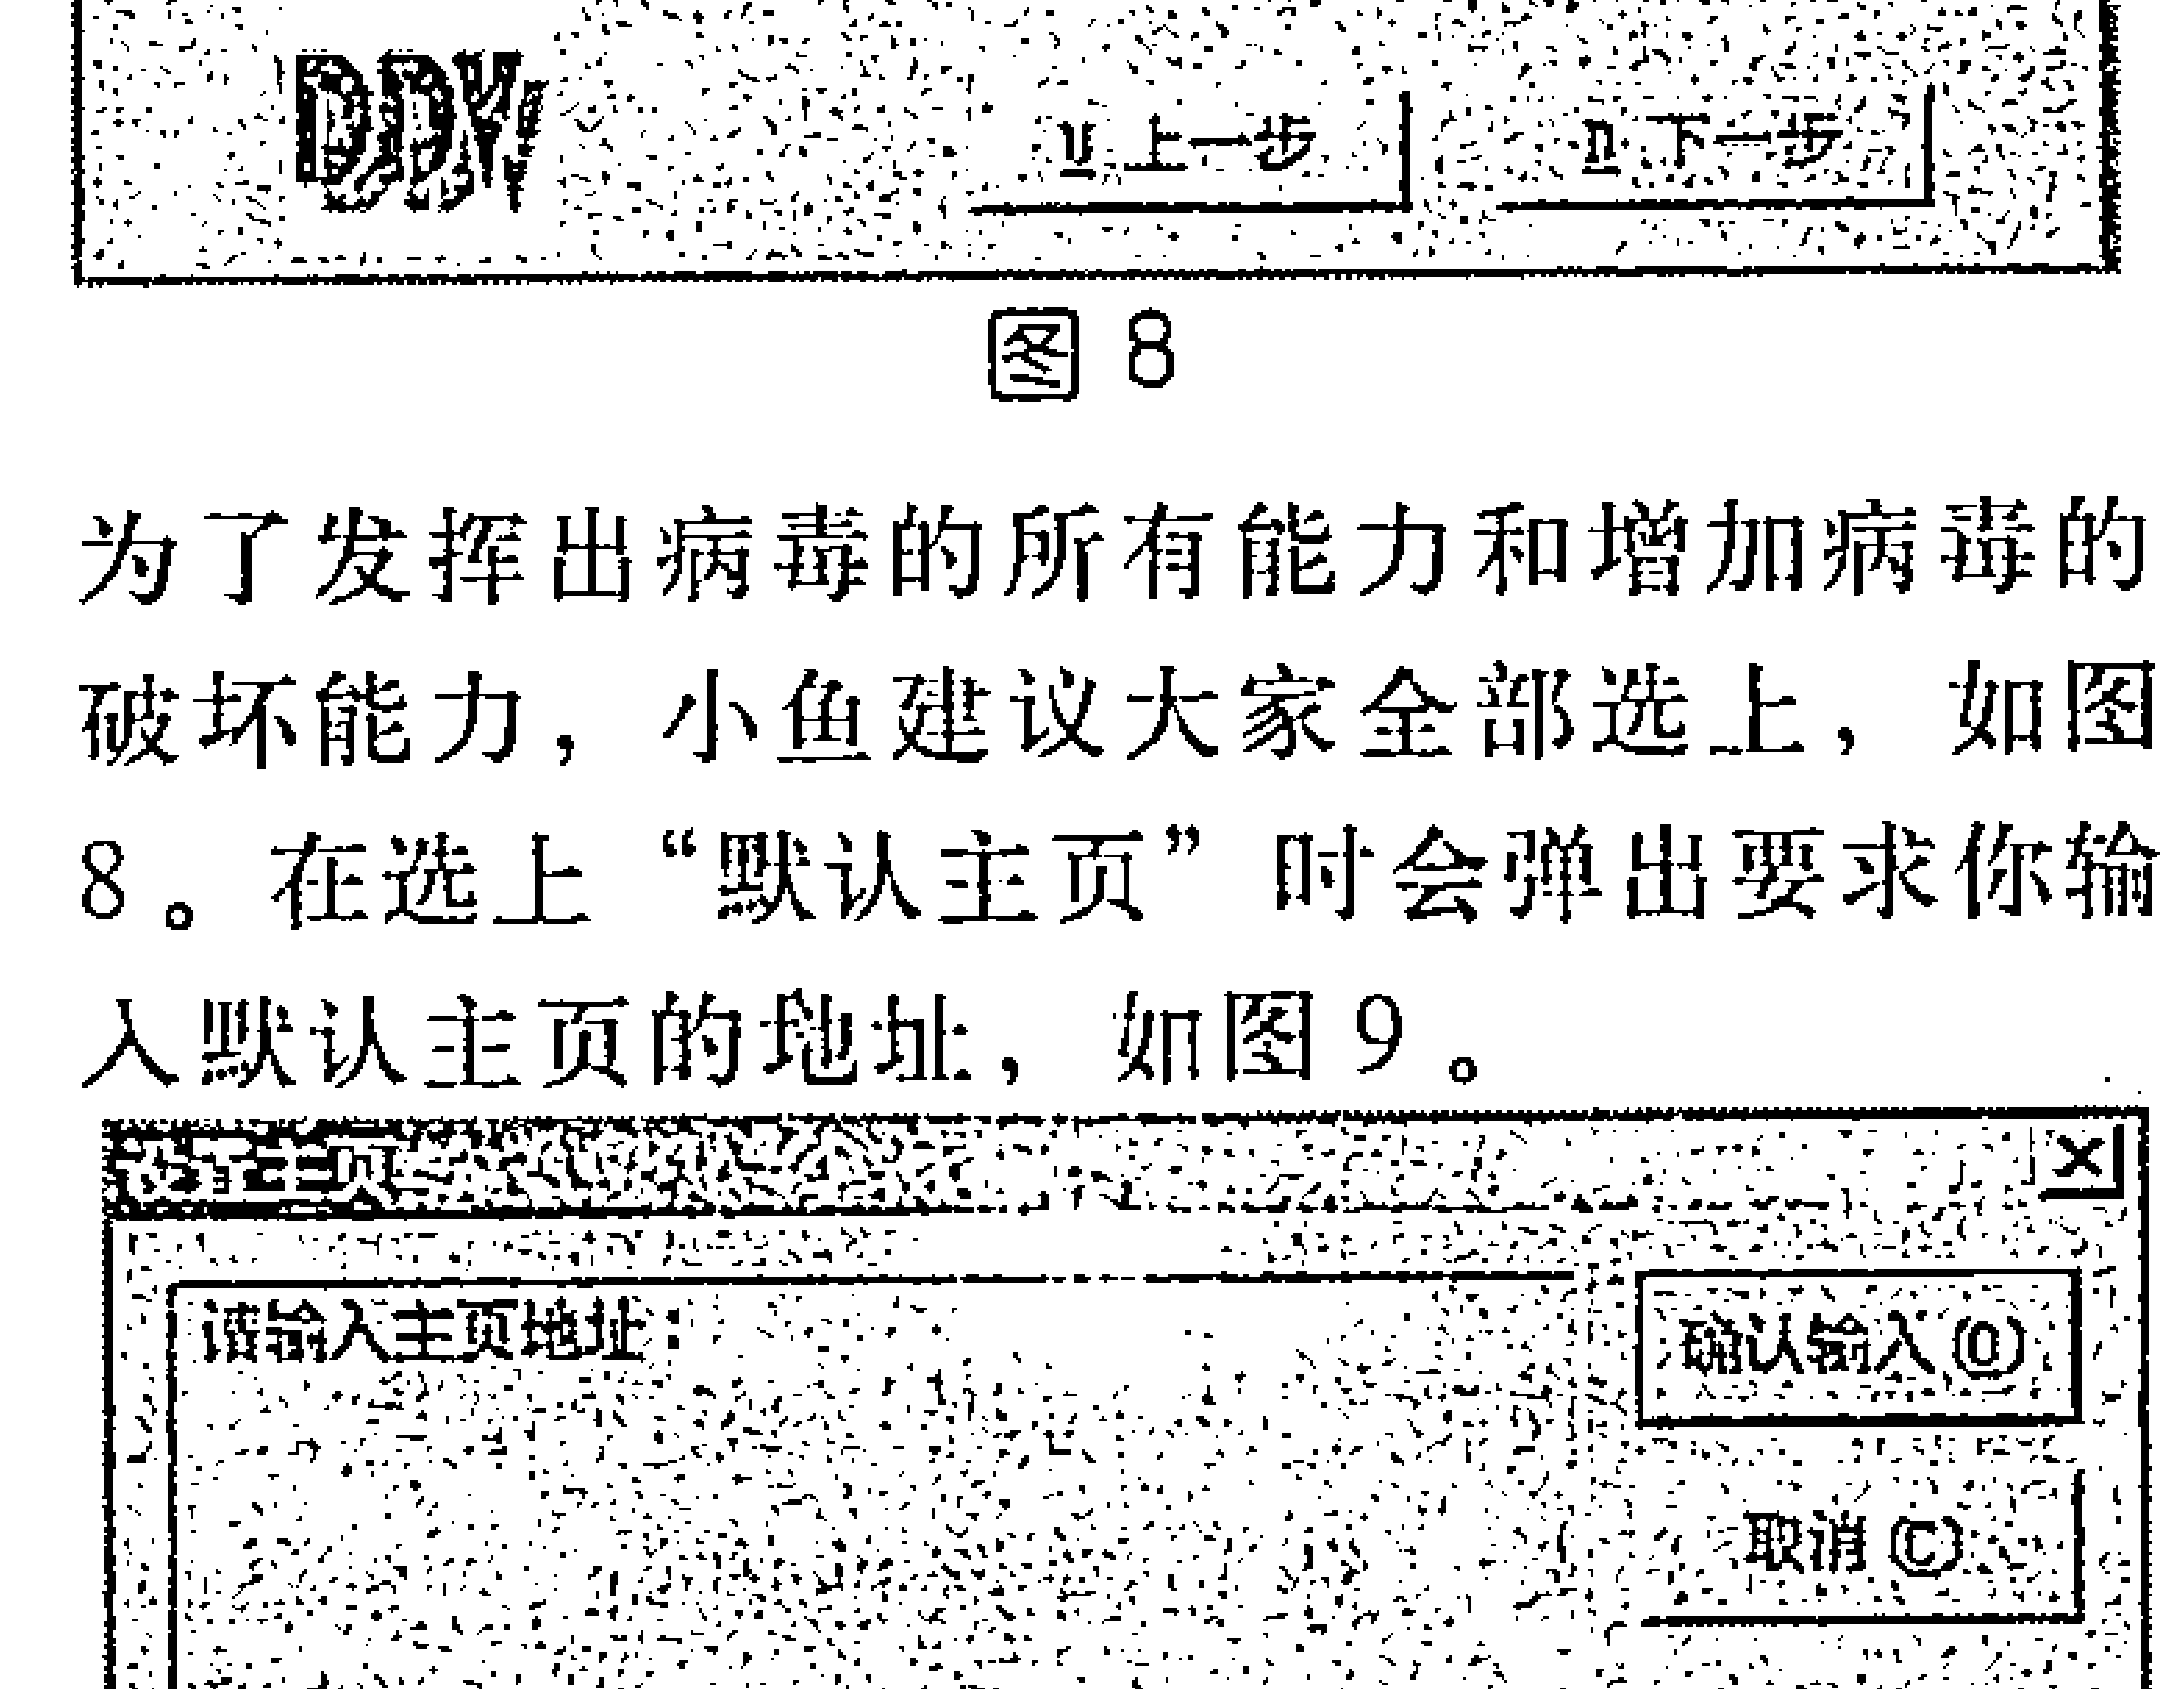 U 上一步 n 下一步
图 8
为了发挥出病毒的所有能力和增加病毒的
破坏能力，小鱼建议大家全部选上，如图
8。在选上“默认主页”时会弹出要求你输
入默认主页的地址，如图 9。
主页
请输入主页地址：
确认输入(O)
取消(C)